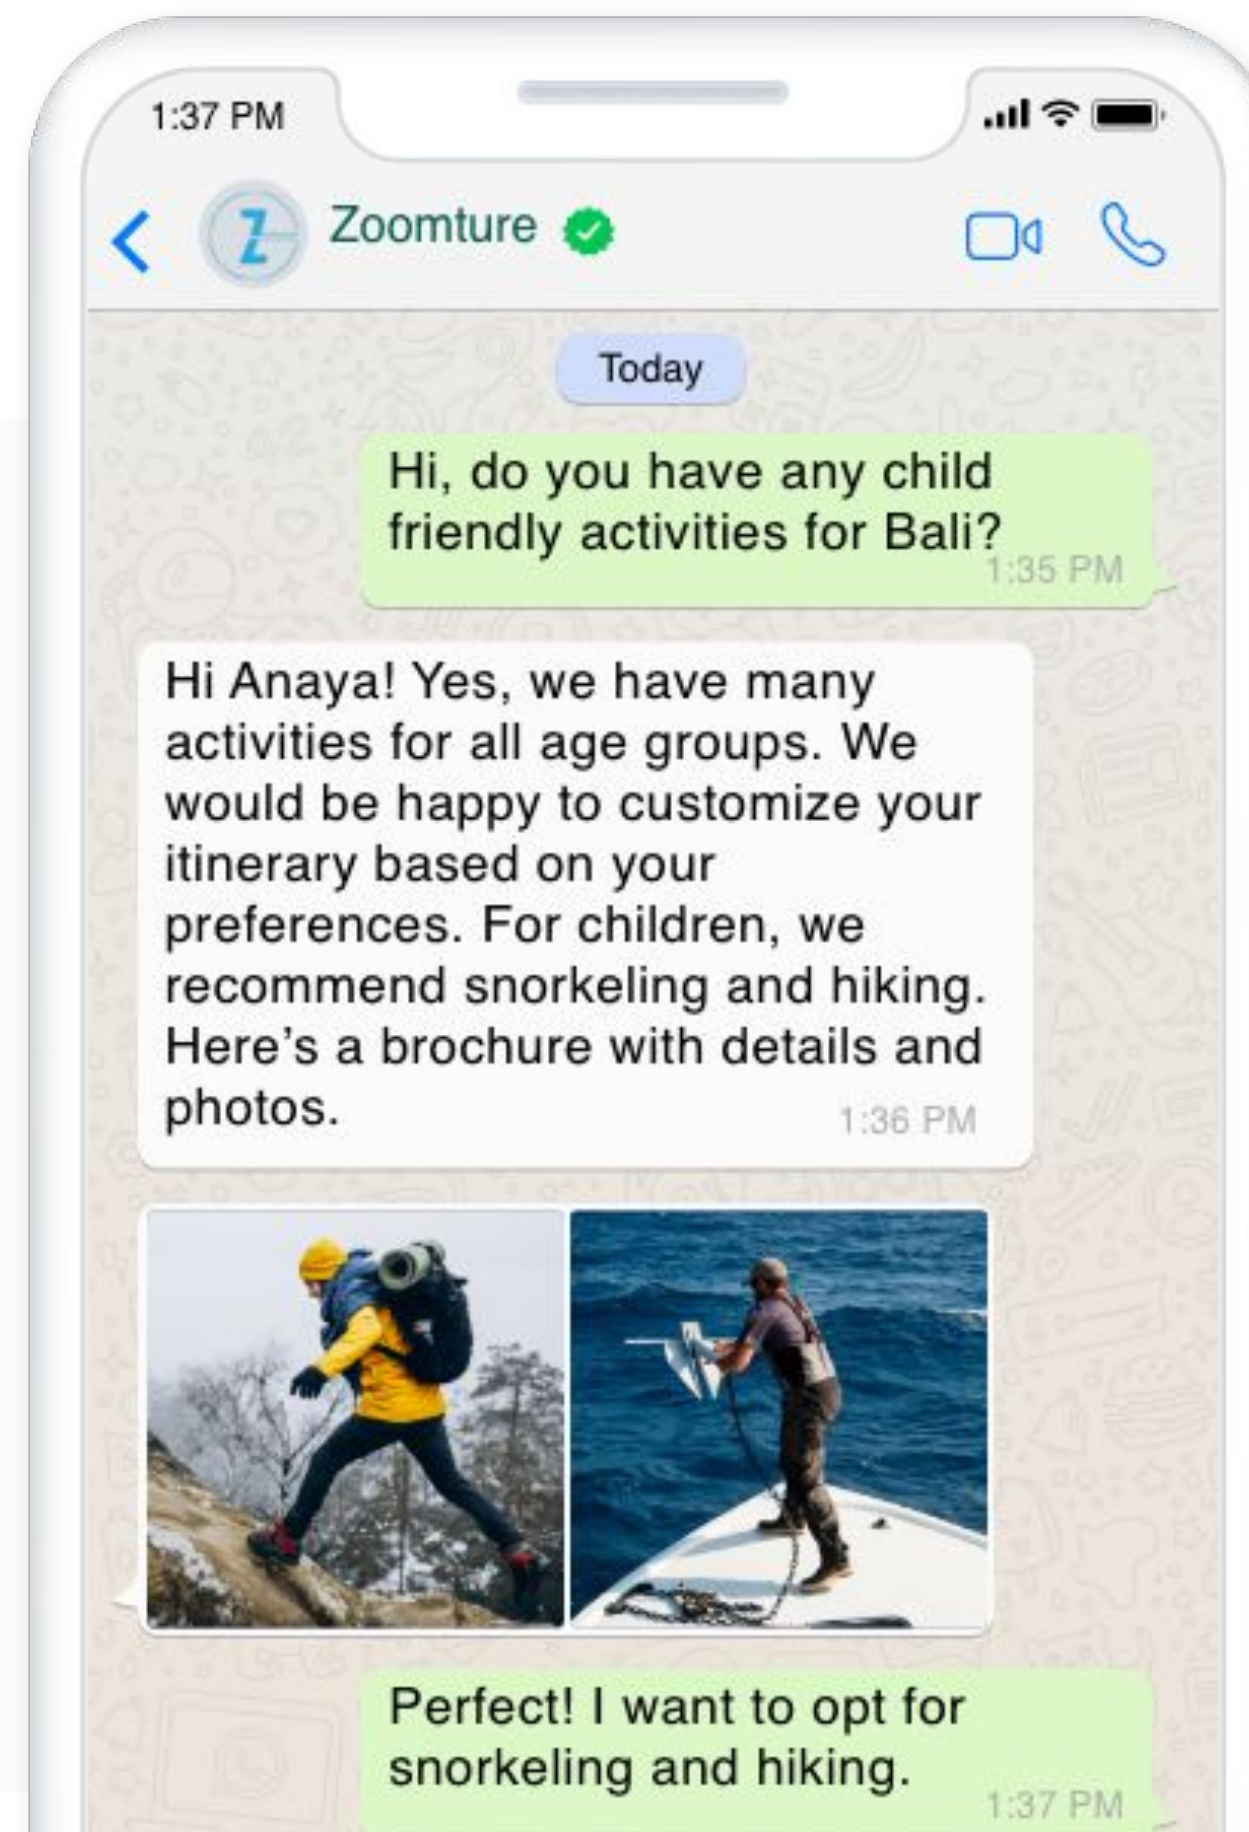 1:37 PM
Zoomture
Today
Hi, do you have any child
friendly activities for Bali?
1:35 PM
Hi Anaya! Yes, we have many
activities for all age groups. We
would be happy to customize your
itinerary based on your
preferences. For children, we
recommend snorkeling and hiking.
Here’s a brochure with details and
photos.
1:36 PM
Perfect! I want to opt for
snorkeling and hiking.
1:37 PM